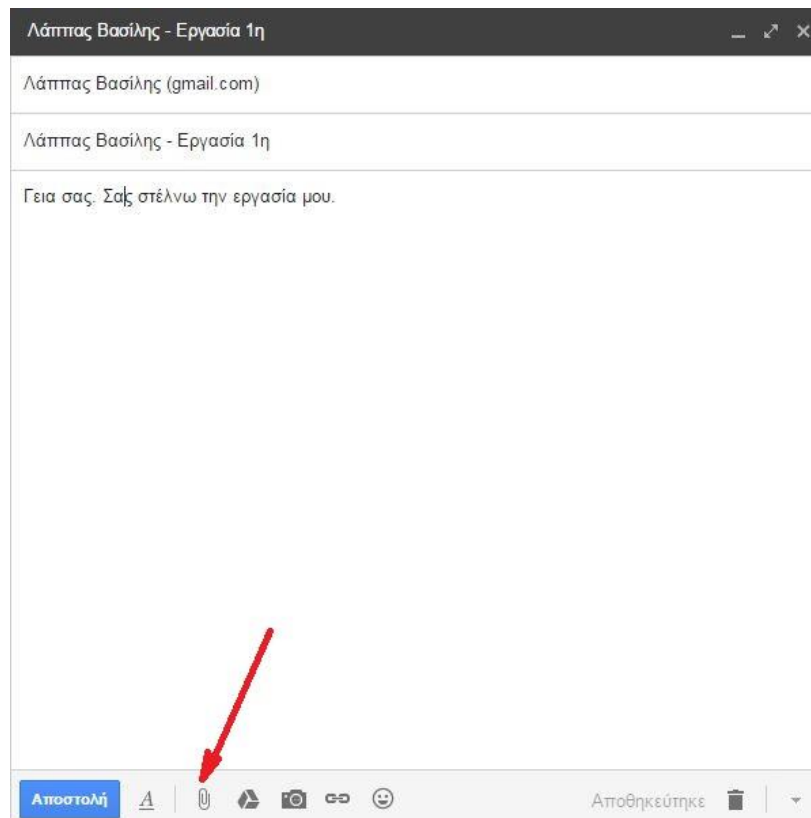 Λάππας Βασίλης - Εργασία 1η
Λάππας Βασίλης (gmail.com)
Λάππας Βασίλης - Εργασία 1η
Γεια σας. Σας στέλνω την εργασία μου.
Αποστολή A Αποθηκεύτηκε